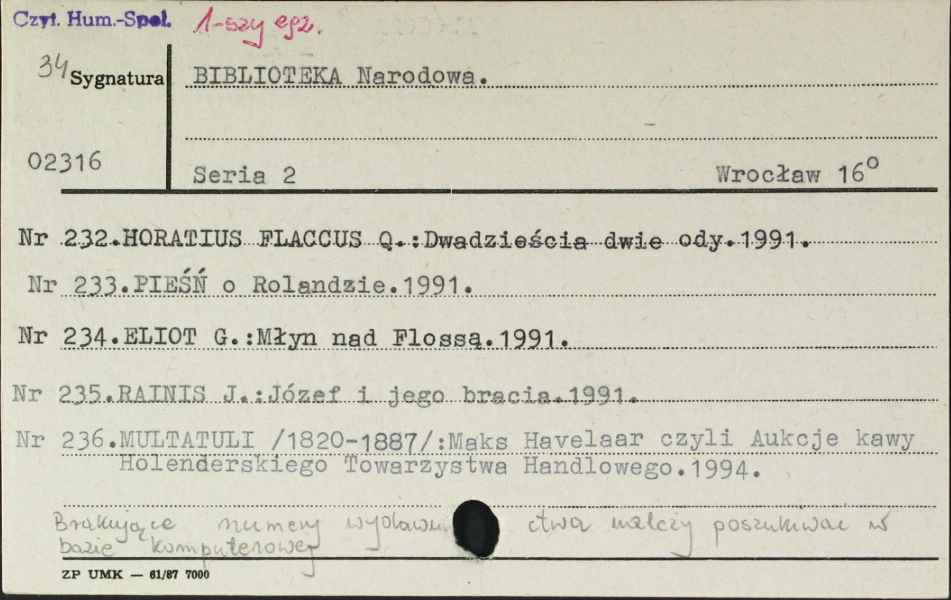 Czyt. Hum.-Społ. 1-szy egz.
34 Sygnatura BIBLIOTEKA Narodowa.
02316 Seria 2 Wrocław 16°
Nr 232.HORATIUS FLACCUS Q.:Dwadzieścia dwie ody.1991.
Nr 233.PIEŚŃ o Rolandzie.1991.
Nr 234.ELIOT G.:Młyn nad Flossą.1991.
Nr 235.RAINIS J.:Józef i jego bracia.1991.
Nr 236.MULTATULI /1820-1887/:Maks Havelaar czyli Aukcje kawy
Holenderskiego Towarzystwa Handlowego.1994.
Brakujące numery wydawnictwa należy poszukiwać w
bazie komputerowej
ZP UMK — 61/87 7000